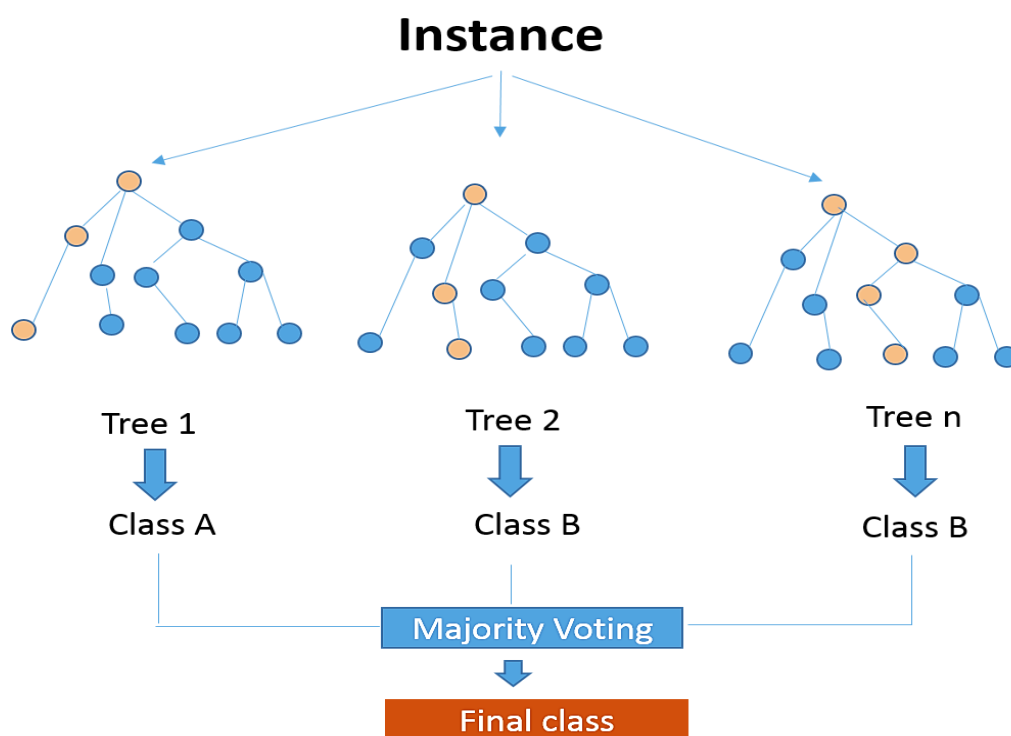 Instance
Tree 1
Tree 2
Tree n
Class A
Class B
Class B
Majority Voting
Final class